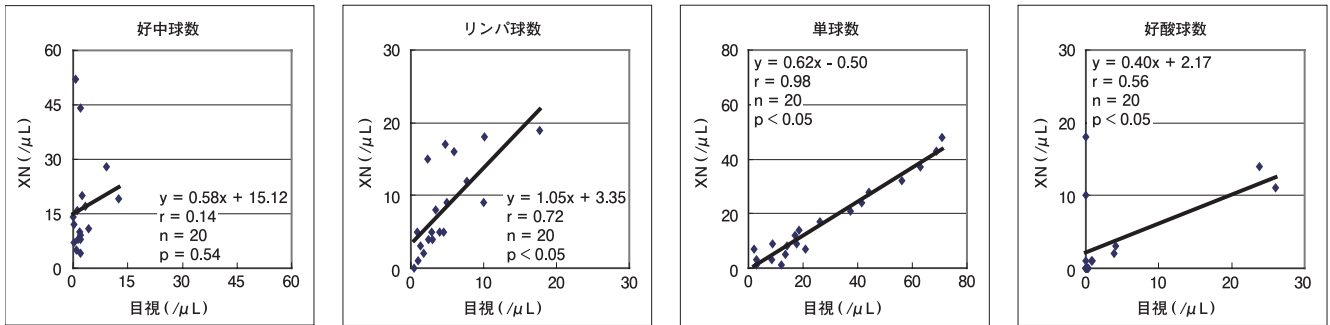 好中球数
60
45
30
15
0
XN (/μL)
y = 0.58x + 15.12
r = 0.14
n = 20
p = 0.54
0 15 30 45 60
目視 (/μL)
リンパ球数
30
20
10
0
XN (/μL)
y = 1.05x + 3.35
r = 0.72
n = 20
p < 0.05
0 10 20 30
目視 (/μL)
単球数
80
60
40
20
0
XN (/μL)
y = 0.62x - 0.50
r = 0.98
n = 20
p < 0.05
0 20 40 60 80
目視 (/μL)
好酸球数
30
20
10
0
XN (/μL)
y = 0.40x + 2.17
r = 0.56
n = 20
p < 0.05
0 10 20 30
目視 (/μL)